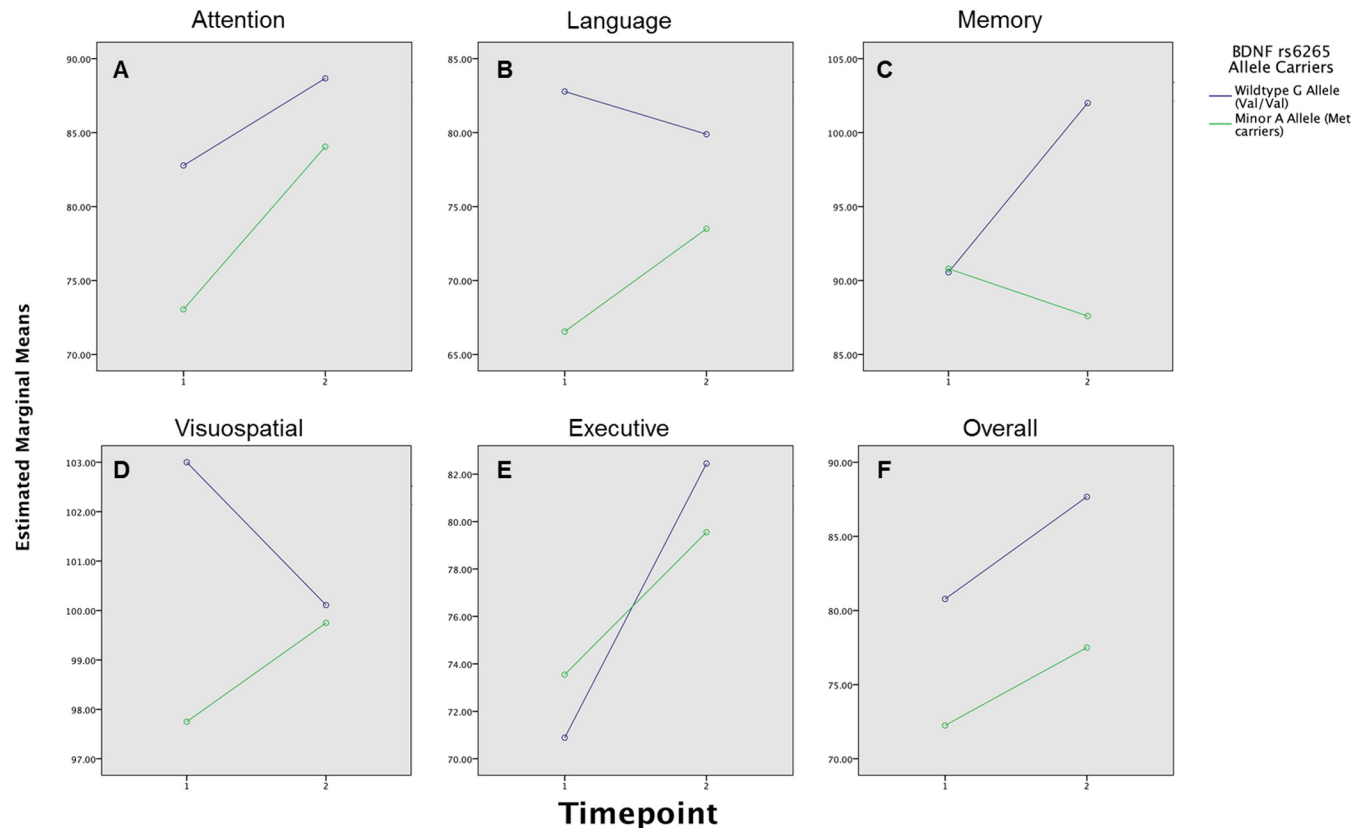 Attention
Language
Memory
BDNF rs6265
Allele Carriers
Wildtype G Allele
(Val/Val)
Minor A Allele (Met
carriers)
A
90.00
85.00
80.00
75.00
70.00
1
2
B
85.00
80.00
75.00
70.00
65.00
1
2
C
105.00
100.00
95.00
90.00
85.00
1
2
Estimated Marginal Means
Visuospatial
Executive
Overall
D
103.00
102.00
101.00
100.00
99.00
98.00
97.00
1
2
E
82.00
80.00
78.00
76.00
74.00
72.00
70.00
1
2
F
90.00
85.00
80.00
75.00
70.00
1
2
Timepoint